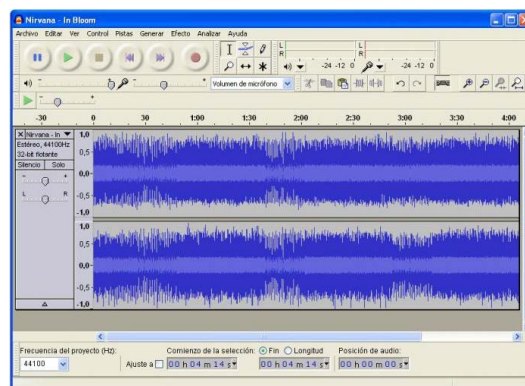 Nirvana - In Bloom
Archivo Editar Ver Control Pistas Generar Efecto Analizar Ayuda
L
R
-24 -12 0
L
R
-24 -12 0
Volumen de micrófono
-30 0 30 1:00 1:30 2:00 2:30 3:00 3:30 4:00
Nirvana - In
Estéreo, 44100Hz
32-bit flotante
Silencio Solo
- +
L R
1,0
0,5
0,0
-0,5
-1,0
1,0
0,5
0,0
-0,5
-1,0
Frecuencia del proyecto (Hz): Comienzo de la selección: Fin Longitud Posición de audio:
44100 Ajuste a 00 h 04 m 14 s 00 h 04 m 14 s 00 h 00 m 00 s